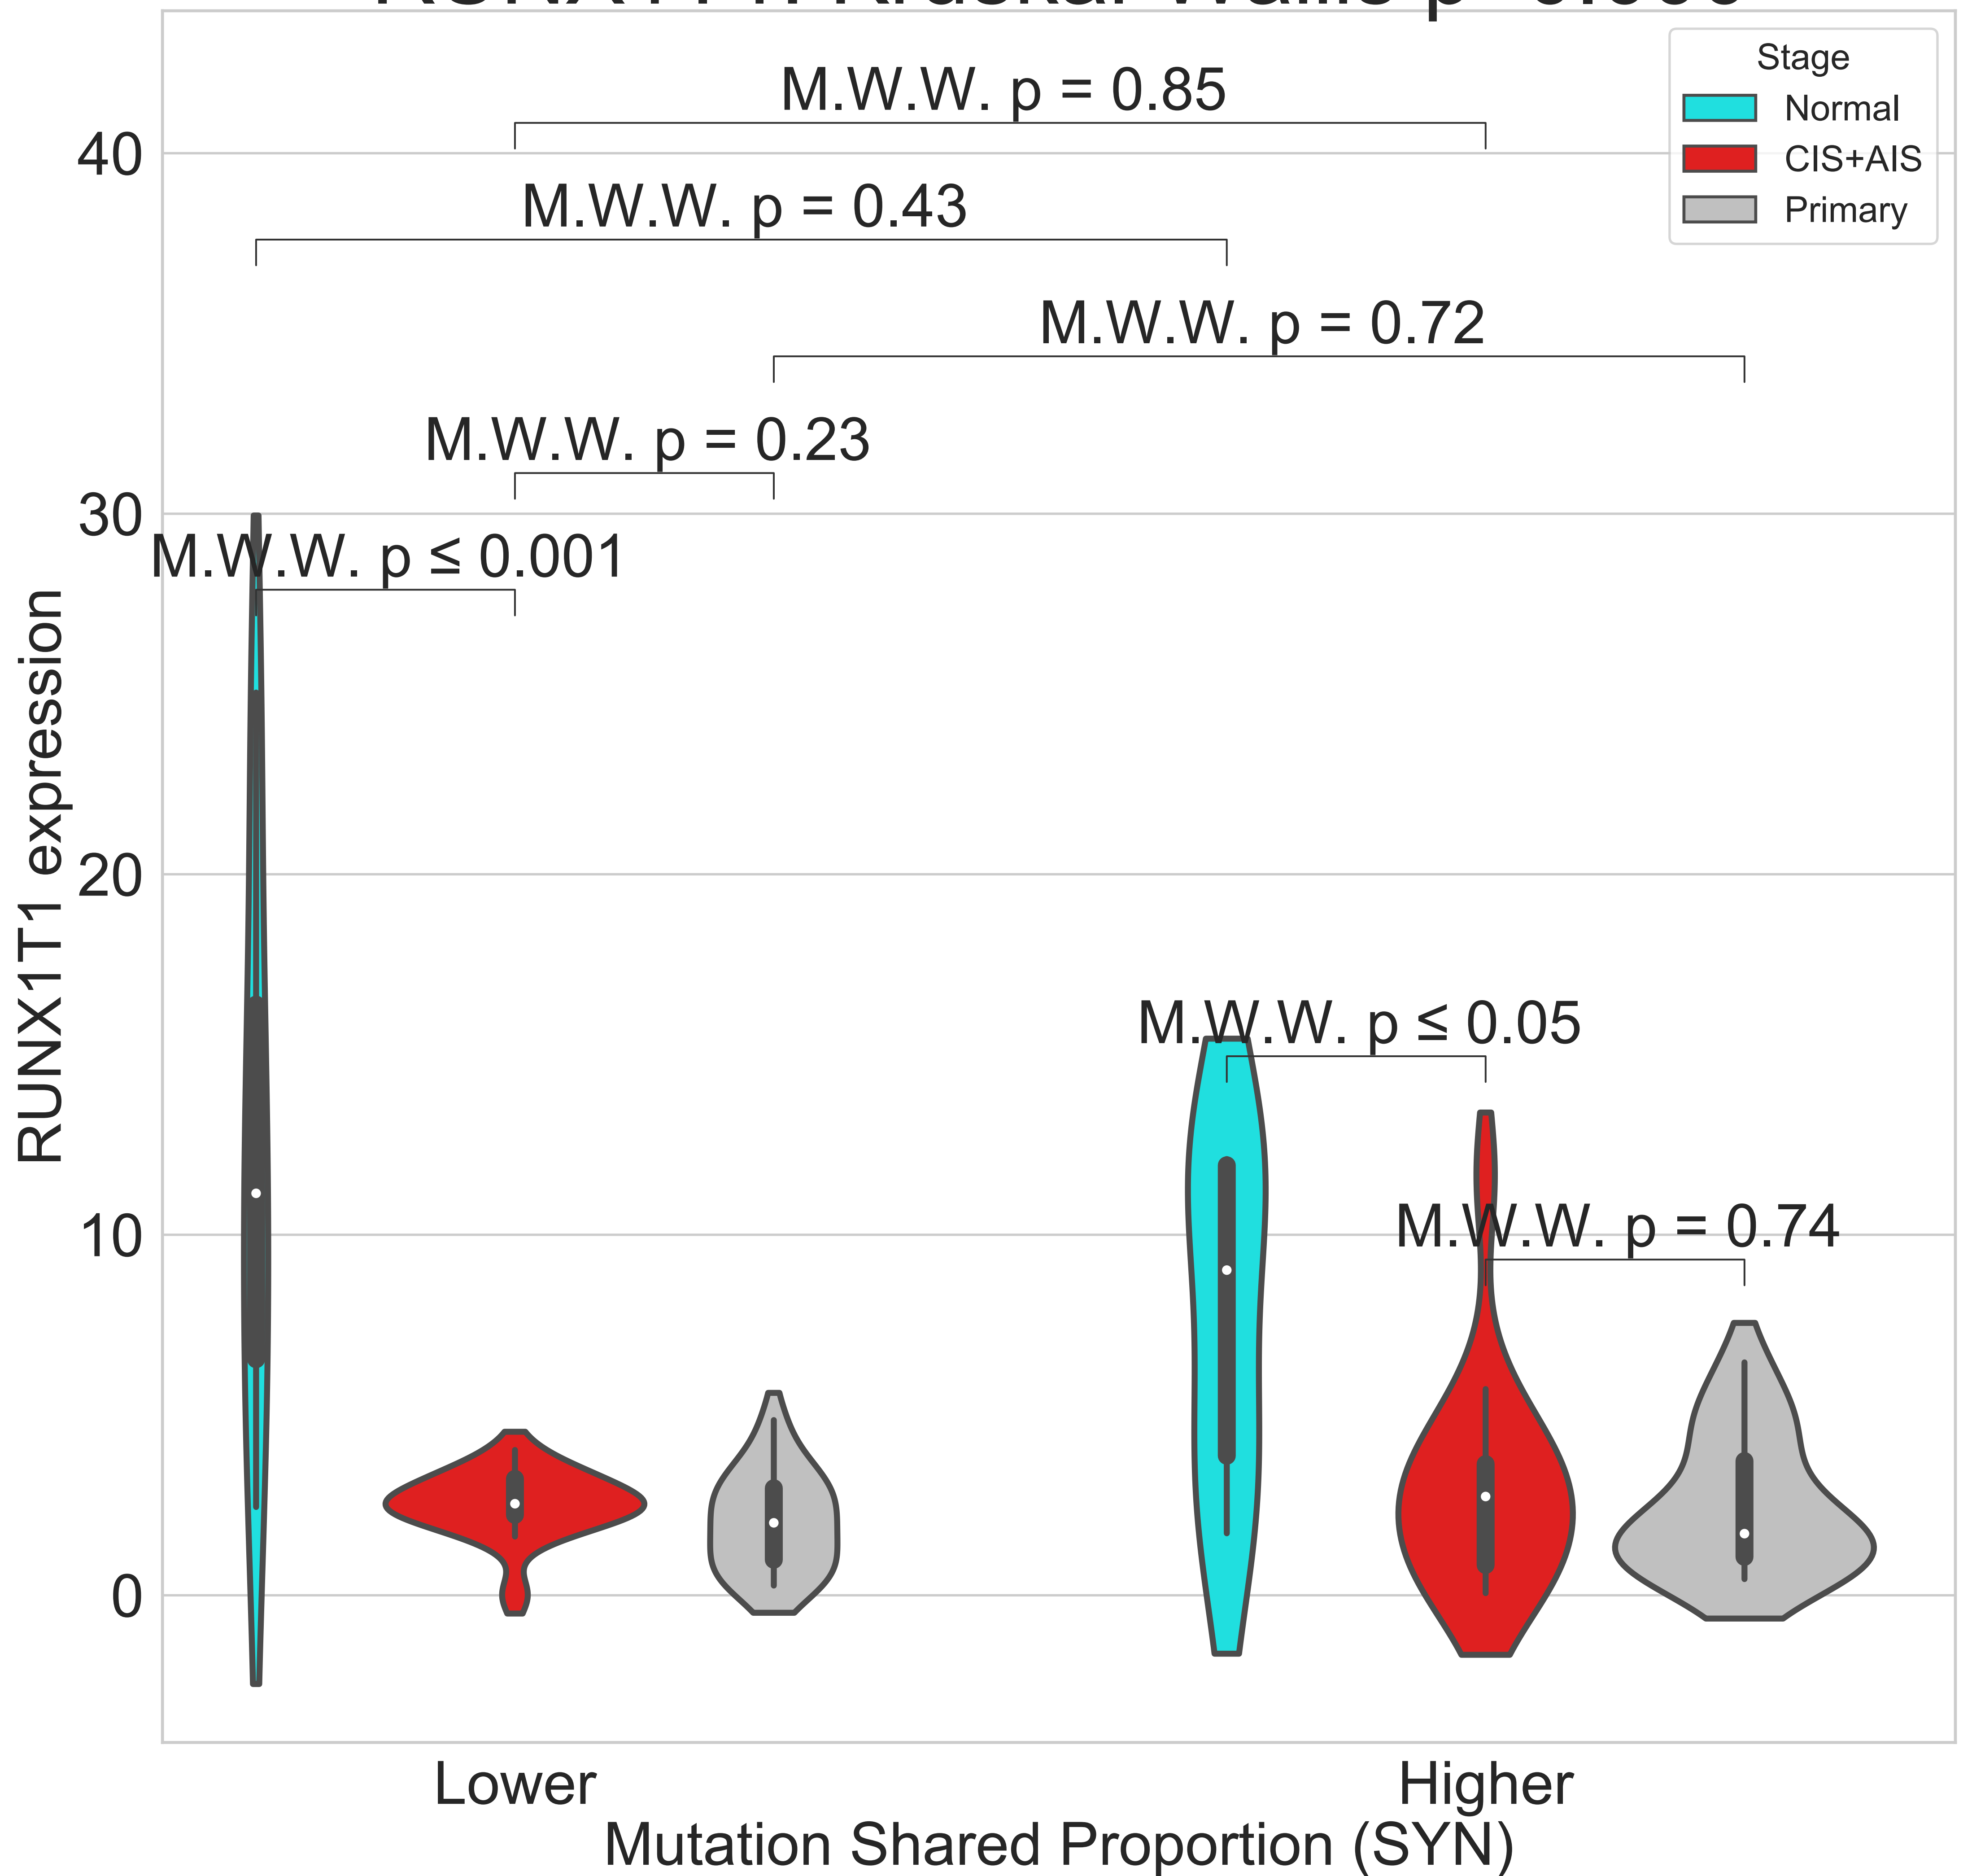 Stage
Normal
CIS+AIS
Primary
M.W.W. p = 0.85
M.W.W. p = 0.43
M.W.W. p = 0.72
M.W.W. p = 0.23
M.W.W. p ≤ 0.001
M.W.W. p ≤ 0.05
M.W.W. p = 0.74
40
30
20
10
0
RUNX1T1 expression
Lower
Higher
Mutation Shared Proportion (SYN)